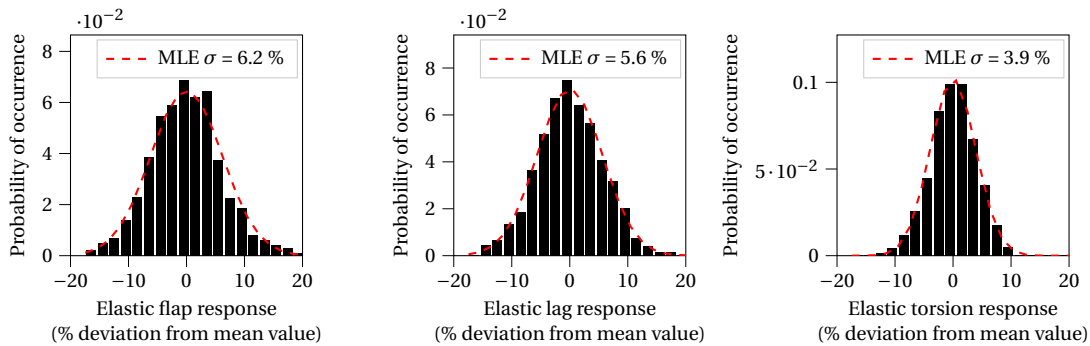 ·10−2
Probability of occurrence
8
6
4
2
0
−20
−10
0
10
20
MLE σ = 6.2 %
Elastic flap response
(% deviation from mean value)
·10−2
Probability of occurrence
8
6
4
2
0
−20
−10
0
10
20
MLE σ = 5.6 %
Elastic lag response
(% deviation from mean value)
Probability of occurrence
0.1
5·10−2
0
−20
−10
0
10
20
MLE σ = 3.9 %
Elastic torsion response
(% deviation from mean value)